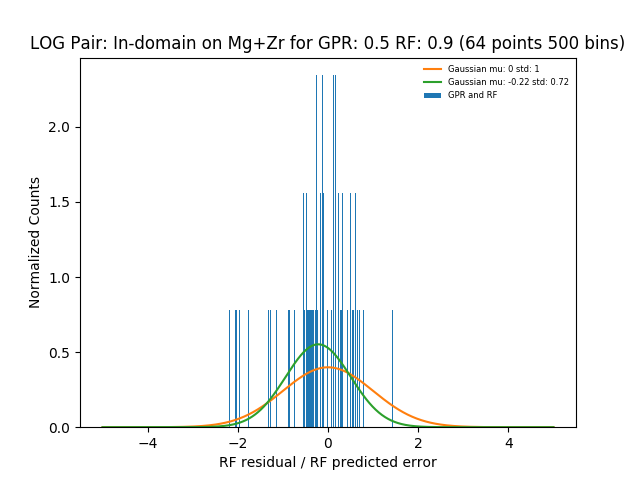 LOG Pair: In-domain on Mg+Zr for GPR: 0.5 RF: 0.9 (64 points 500 bins)
Gaussian mu: 0 std: 1
Gaussian mu: -0.22 std: 0.72
GPR and RF
Normalized Counts
2.0
1.5
1.0
0.5
0.0
−4
−2
0
2
4
RF residual / RF predicted error